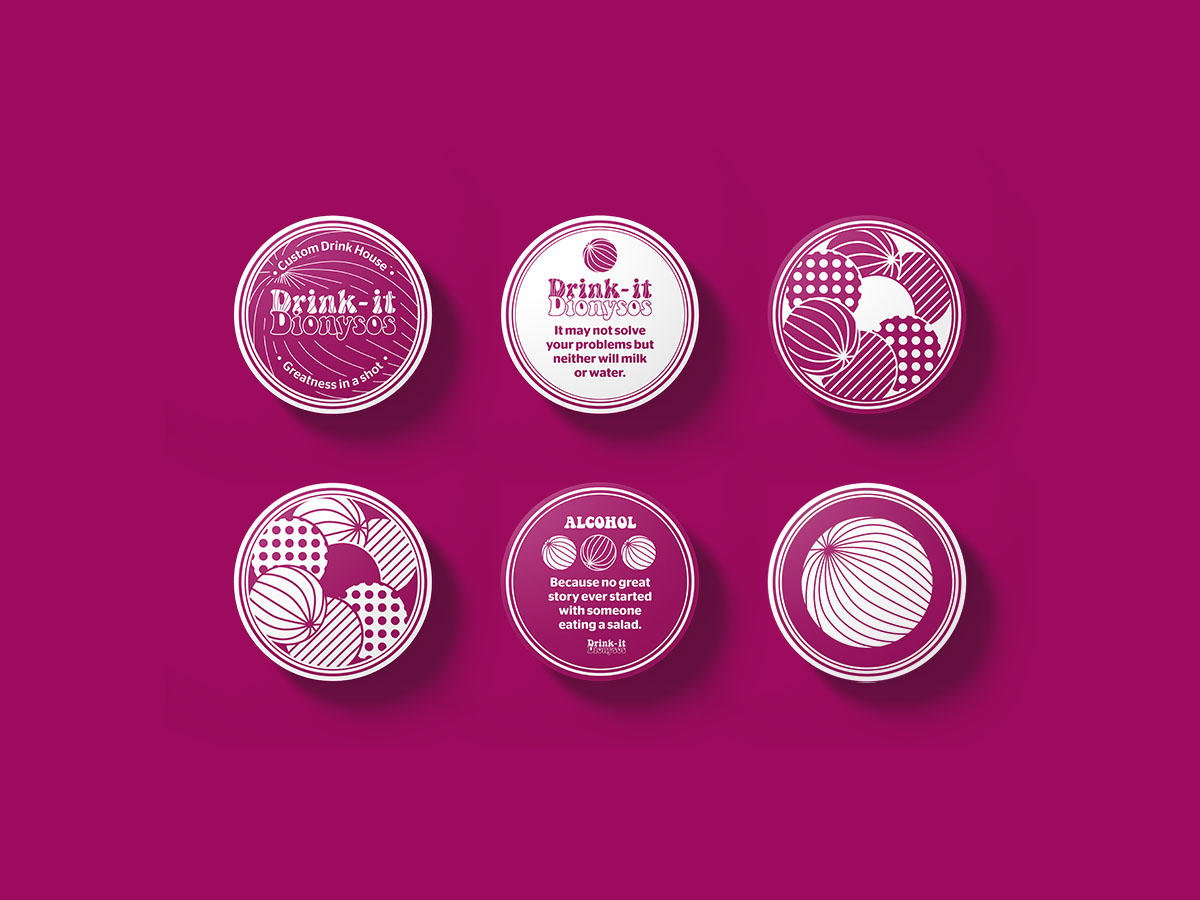 • Custom Drink House •
Drink-it
Dionysos
• Greatness in a shot •
Drink-it
Dionysos
It may not solve
your problems but
neither will milk
or water.
ALCOHOL
Because no great
story ever started
with someone
eating a salad.
Drink-it
Dionysos